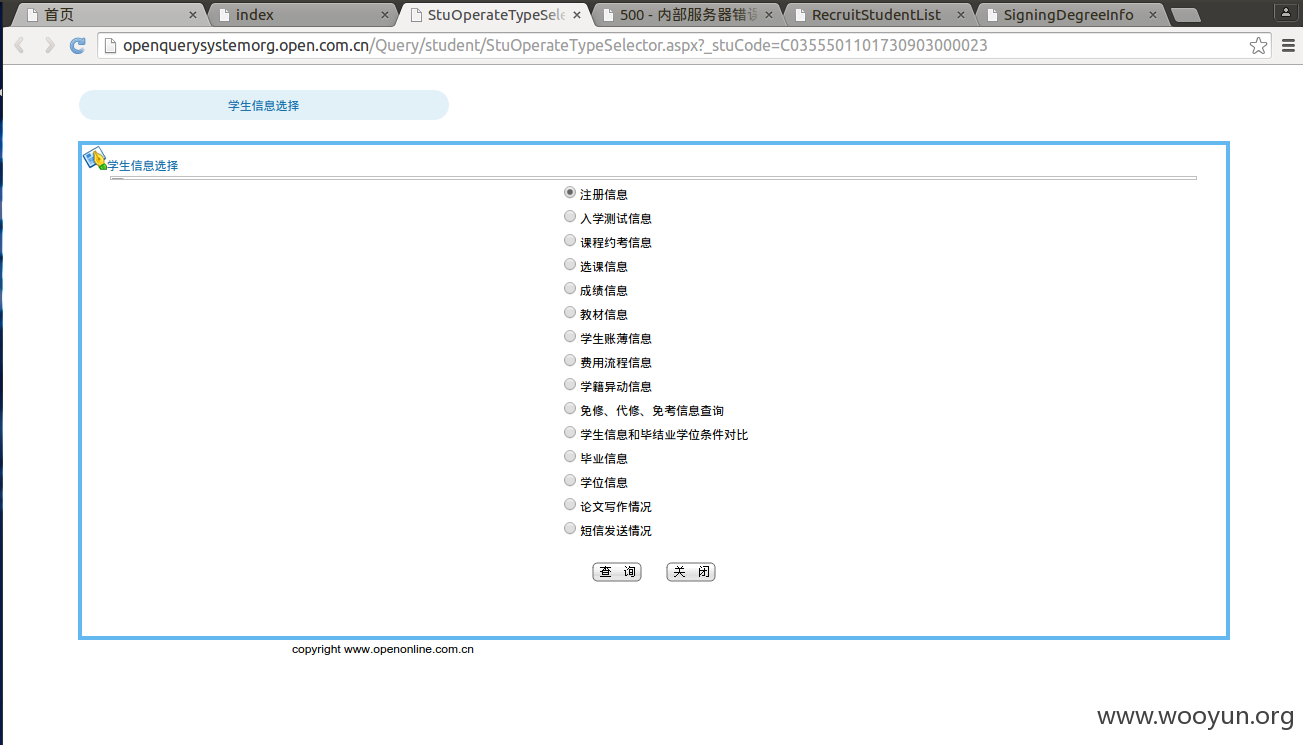 首页
index
StuOperateTypeSele
500 - 内部服务器错误
RecruitStudentList
SigningDegreeInfo
openquerysystemorg.open.com.cn/Query/student/StuOperateTypeSelector.aspx?_stuCode=C0355501101730903000023
学生信息选择
学生信息选择
注册信息
入学测试信息
课程约考信息
选课信息
成绩信息
教材信息
学生账薄信息
费用流程信息
学籍异动信息
免修、代修、免考信息查询
学生信息和毕结业学位条件对比
毕业信息
学位信息
论文写作情况
短信发送情况
查 询 关 闭
copyright www.openonline.com.cn
www.wooyun.org